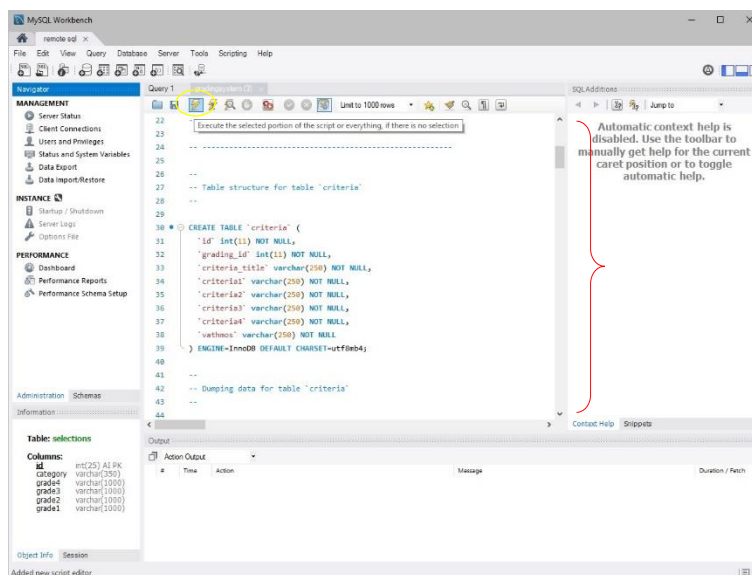 MySQL Workbench
remote sql
File Edit View Query Database Server Tools Scripting Help
Navigator
MANAGEMENT
Server Status
Client Connections
Users and Privileges
Status and System Variables
Data Export
Data Import/Restore
INSTANCE
Startup / Shutdown
Server Logs
Options File
PERFORMANCE
Dashboard
Performance Reports
Performance Schema Setup
Administration Schemas
Information
Table: selections
Columns:
id int(25) AI PK
category varchar(350)
grade4 varchar(1000)
grade3 varchar(1000)
grade2 varchar(1000)
grade1 varchar(1000)
Object Info Session
Added new script editor
Query 1 gradingsystem (3)
Limit to 1000 rows
Execute the selected portion of the script or everything, if there is no selection
22
23
24 -- --------------------------------------------------------
25
26 --
27 -- Table structure for table `criteria`
28 --
29
30 CREATE TABLE `criteria` (
31 `id` int(11) NOT NULL,
32 `grading_id` int(11) NOT NULL,
33 `criteria_title` varchar(250) NOT NULL,
34 `criteria1` varchar(250) NOT NULL,
35 `criteria2` varchar(250) NOT NULL,
36 `criteria3` varchar(250) NOT NULL,
37 `criteria4` varchar(250) NOT NULL,
38 `vathmos` varchar(250) NOT NULL
39 ) ENGINE=InnoDB DEFAULT CHARSET=utf8mb4;
40
41 --
42 -- Dumping data for table `criteria`
43 --
44
Output
Action Output
# Time Action Message Duration / Fetch
SQLAdditions
Jump to
Automatic context help is
disabled. Use the toolbar to
manually get help for the current
caret position or to toggle
automatic help.
Context Help Snippets